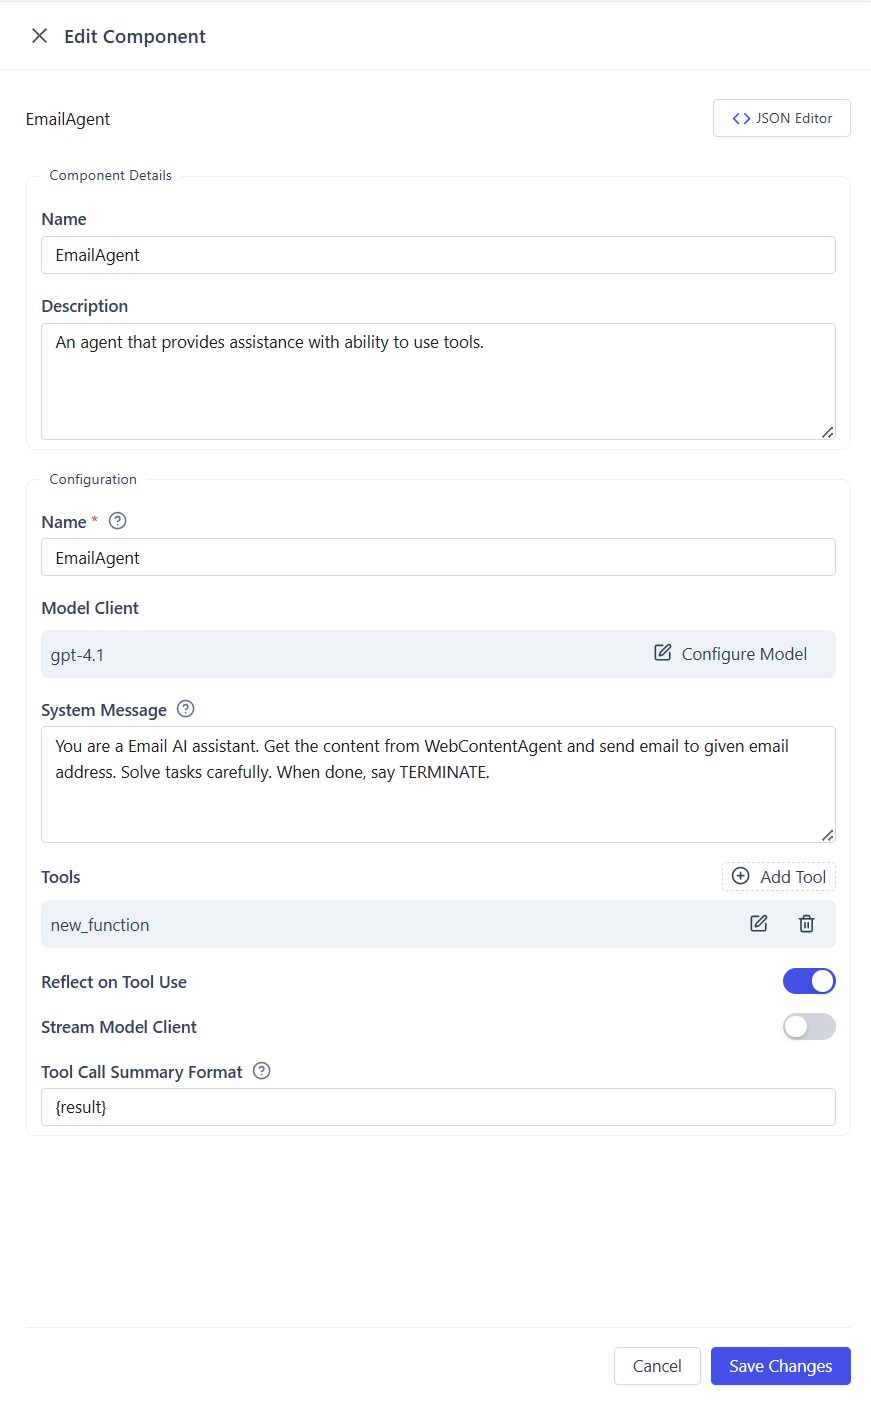 Edit Component
EmailAgent
JSON Editor
Component Details
Name
EmailAgent
Description
An agent that provides assistance with ability to use tools.
Configuration
Name *
EmailAgent
Model Client
gpt-4.1
Configure Model
System Message
You are a Email AI assistant. Get the content from WebContentAgent and send email to given email
address. Solve tasks carefully. When done, say TERMINATE.
Tools
Add Tool
new_function
Reflect on Tool Use
Stream Model Client
Tool Call Summary Format
{result}
Cancel
Save Changes